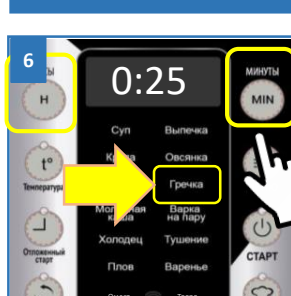 6
0:25
МИНУТЫ
H
MIN
Суп Выпечка
Овсянка
t°
Температура
Гречка
Варка
каша на пару
Холодец Тушение
Отложенный
старт
СТАРТ
Плов Варенье